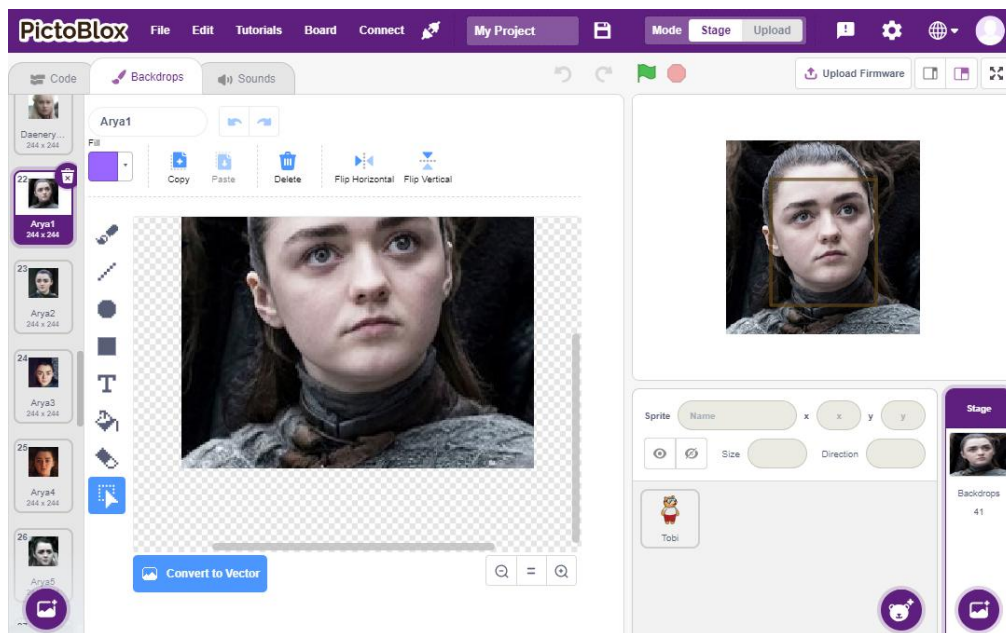 PictoBlox File Edit Tutorials Board Connect My Project Mode Stage Upload
Code Backdrops Sounds Upload Firmware
Daenery...
244 x 244
22
Arya1
244 x 244
23
Arya2
244 x 244
24
Arya3
244 x 244
25
Arya4
244 x 244
26
Arya5
27
Arya1
Fill
Copy Paste Delete Flip Horizontal Flip Vertical
T
Convert to Vector
=
Sprite Name x x y y
Size Direction
Tobi
Stage
Backdrops
41